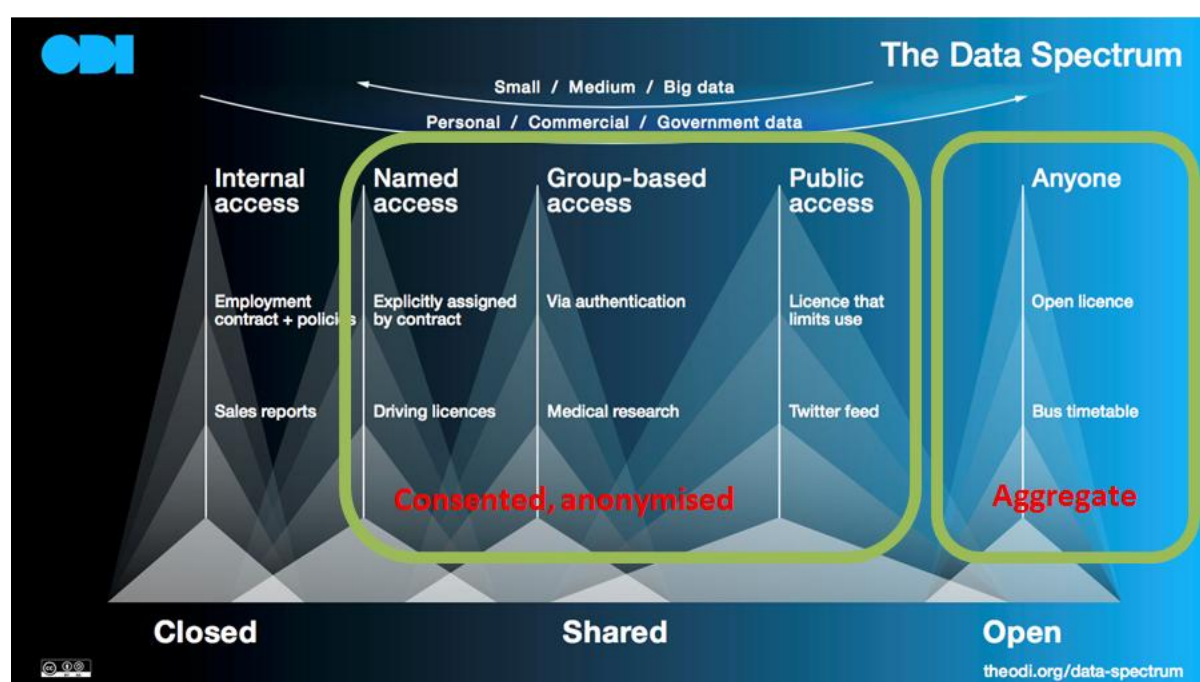 ODI
The Data Spectrum
Small / Medium / Big data
Personal / Commercial / Government data
Internal
access
Named
access
Group-based
access
Public
access
Anyone
Employment
contract + policies
Explicitly assigned
by contract
Via authentication
Licence that
limits use
Open licence
Sales reports
Driving licences
Medical research
Twitter feed
Bus timetable
Consented, anonymised
Aggregate
Closed
Shared
Open
theodi.org/data-spectrum